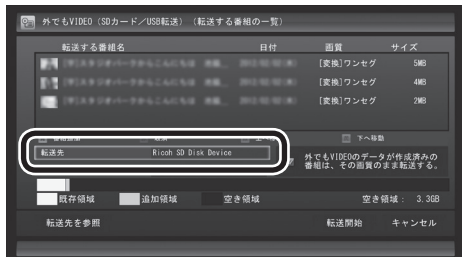 外でもVIDEO（SDカード／USB転送）（転送する番組の一覧）
転送する番組名 日付 画質 サイズ
[変換]ワンセグ 5MB
[変換]ワンセグ 4MB
[変換]ワンセグ 2MB
下へ移動
転送先 Ricoh SD Disk Device
外でもVIDEOのデータが作成済みの
番組は、その画質のまま転送する。
既存領域 追加領域 空き領域 空き領域： 3.3GB
転送先を参照 転送開始 キャンセル